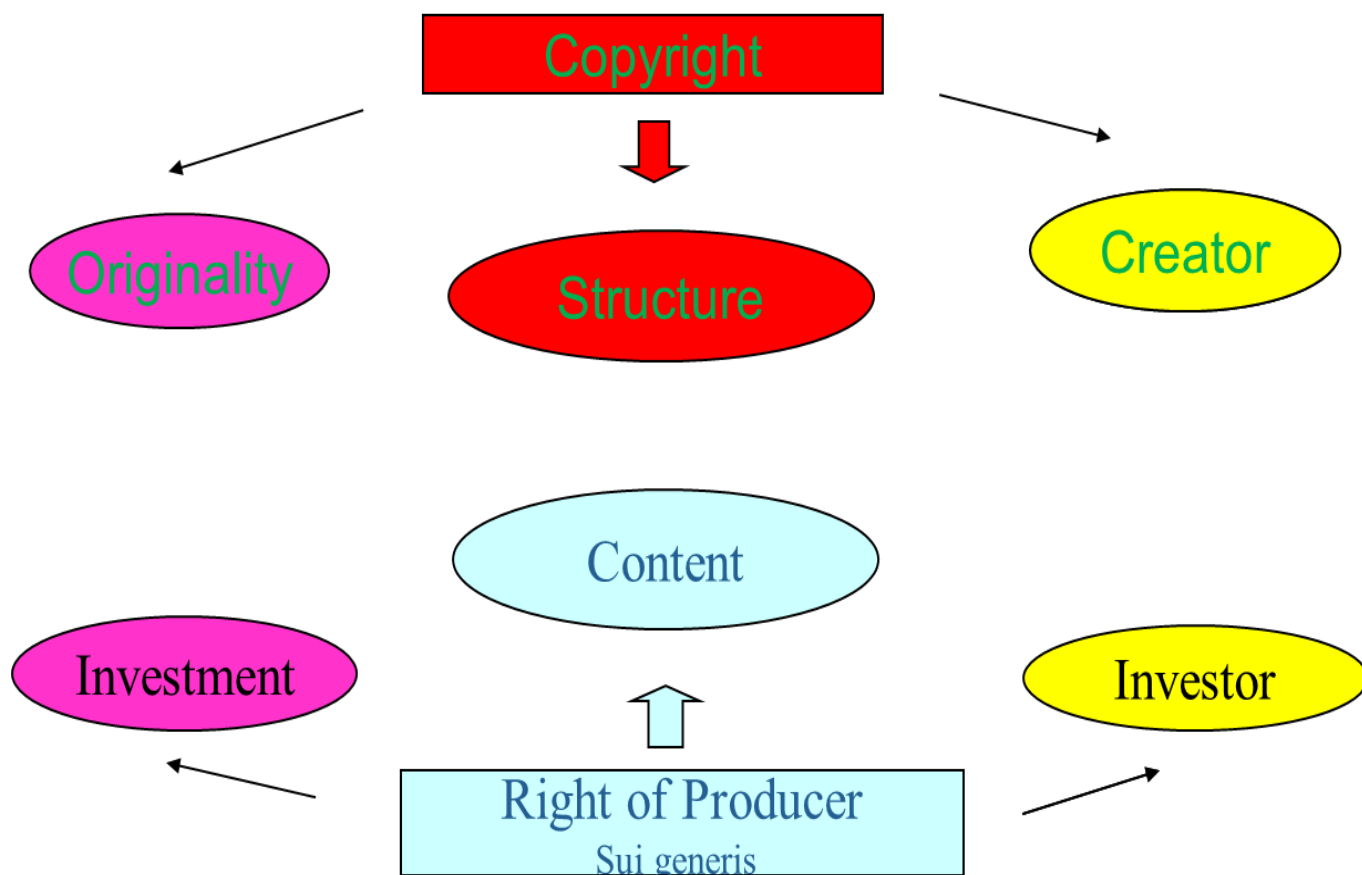 Copyright
Originality
Structure
Creator
Content
Investment
Investor
Right of Producer
Sui generis